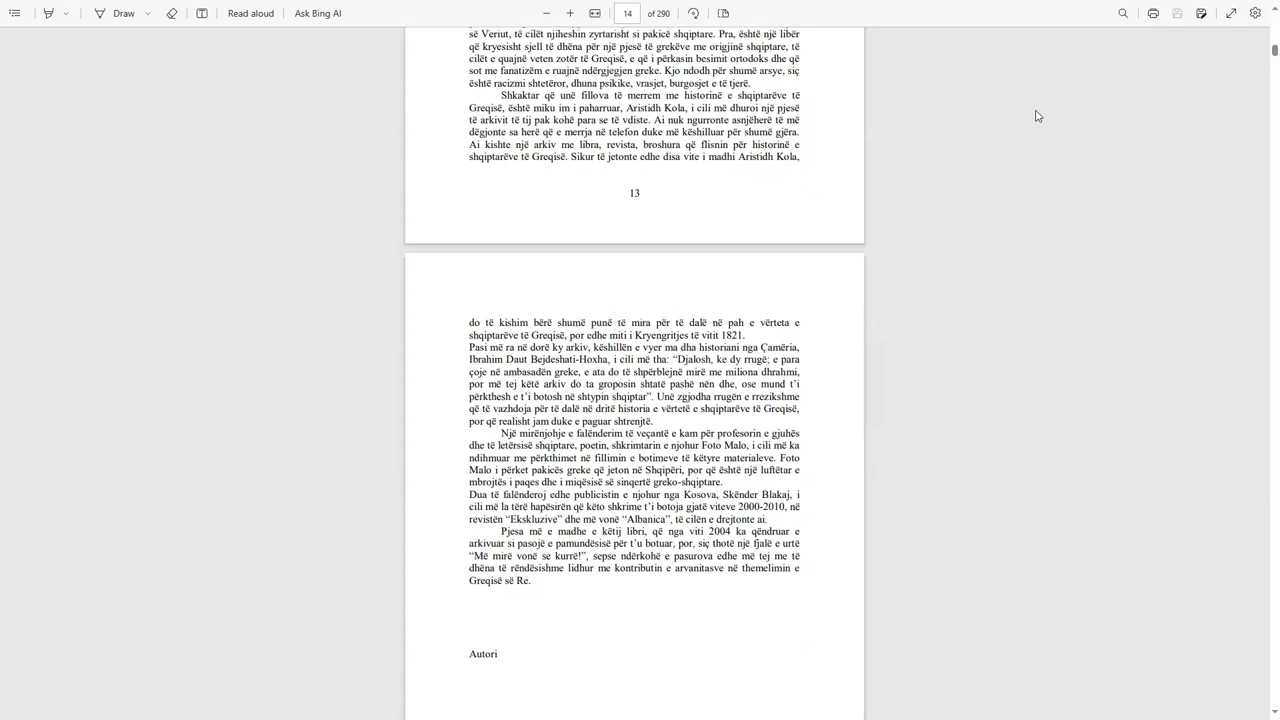 Draw
Read aloud
Ask Bing AI
14 of 290
së Veriut, të cilët njiheshin zyrtarisht si pakicë shqiptare. Pra, është një libër
që kryesisht sjell të dhëna për një pjesë të grekëve me origjinë shqiptare, të
cilët e quajnë veten zotër të Greqisë, e që i përkasin besimit ortodoks dhe që
sot me fanatizëm e ruajnë ndërgjegjen greke. Kjo ndodh për shumë arsye, siç
është racizmi shtetëror, dhuna psikike, vrasjet, burgosjet e të tjerë.
Shkaktar që unë fillova të merrem me historinë e shqiptarëve të
Greqisë, është miku im i paharruar, Aristidh Kola, i cili më dhuroi një pjesë
të arkivit të tij pak kohë para se të vdiste. Ai nuk ngurronte asnjëherë të më
dëgjonte sa herë që e merrja në telefon duke më këshilluar për shumë gjëra.
Ai kishte një arkiv me libra, revista, broshura që flisnin për historinë e
shqiptarëve të Greqisë. Sikur të jetonte edhe disa vite i madhi Aristidh Kola,
13
do të kishim bërë shumë punë të mira për të dalë në pah e vërteta e
shqiptarëve të Greqisë, por edhe miti i Kryengritjes të vitit 1821.
Pasi më ra në dorë ky arkiv, këshillën e vyer ma dha historiani nga Çamëria,
Ibrahim Daut Bejdeshati-Hoxha, i cili më tha: “Djalosh, ke dy rrugë; e para
çoje në ambasadën greke, e ata do të shpërblejnë mirë me miliona dhrahmi,
por më tej këtë arkiv do ta groposin shtatë pashë nën dhe, ose mund t’i
përkthesh e t’i botosh në shtypin shqiptar”. Unë zgjodha rrugën e rrezikshme
që të vazhdoja për të dalë në dritë historia e vërtetë e shqiptarëve të Greqisë,
por që realisht jam duke e paguar shtrenjtë.
Një mirënjohje e falënderim të veçantë e kam për profesorin e gjuhës
dhe të letërsisë shqiptare, poetin, shkrimtarin e njohur Foto Malo, i cili më ka
ndihmuar me përkthimet në fillimin e botimeve të këtyre materialeve. Foto
Malo i përket pakicës greke që jeton në Shqipëri, por që është një luftëtar e
mbrojtës i paqes dhe i miqësisë së sinqertë greko-shqiptare.
Dua të falënderoj edhe publicistin e njohur nga Kosova, Skënder Blakaj, i
cili më la tërë hapësirën që këto shkrime t’i botoja gjatë viteve 2000-2010, në
revistën “Ekskluzive” dhe më vonë “Albanica”, të cilën e drejtonte ai.
Pjesa më e madhe e këtij libri, që nga viti 2004 ka qëndruar e
arkivuar si pasojë e pamundësisë për t’u botuar, por, siç thotë një fjalë e urtë
“Më mirë vonë se kurrë!”, sepse ndërkohë e pasurova edhe më tej me të
dhëna të rëndësishme lidhur me kontributin e arvanitasve në themelimin e
Greqisë së Re.
Autori